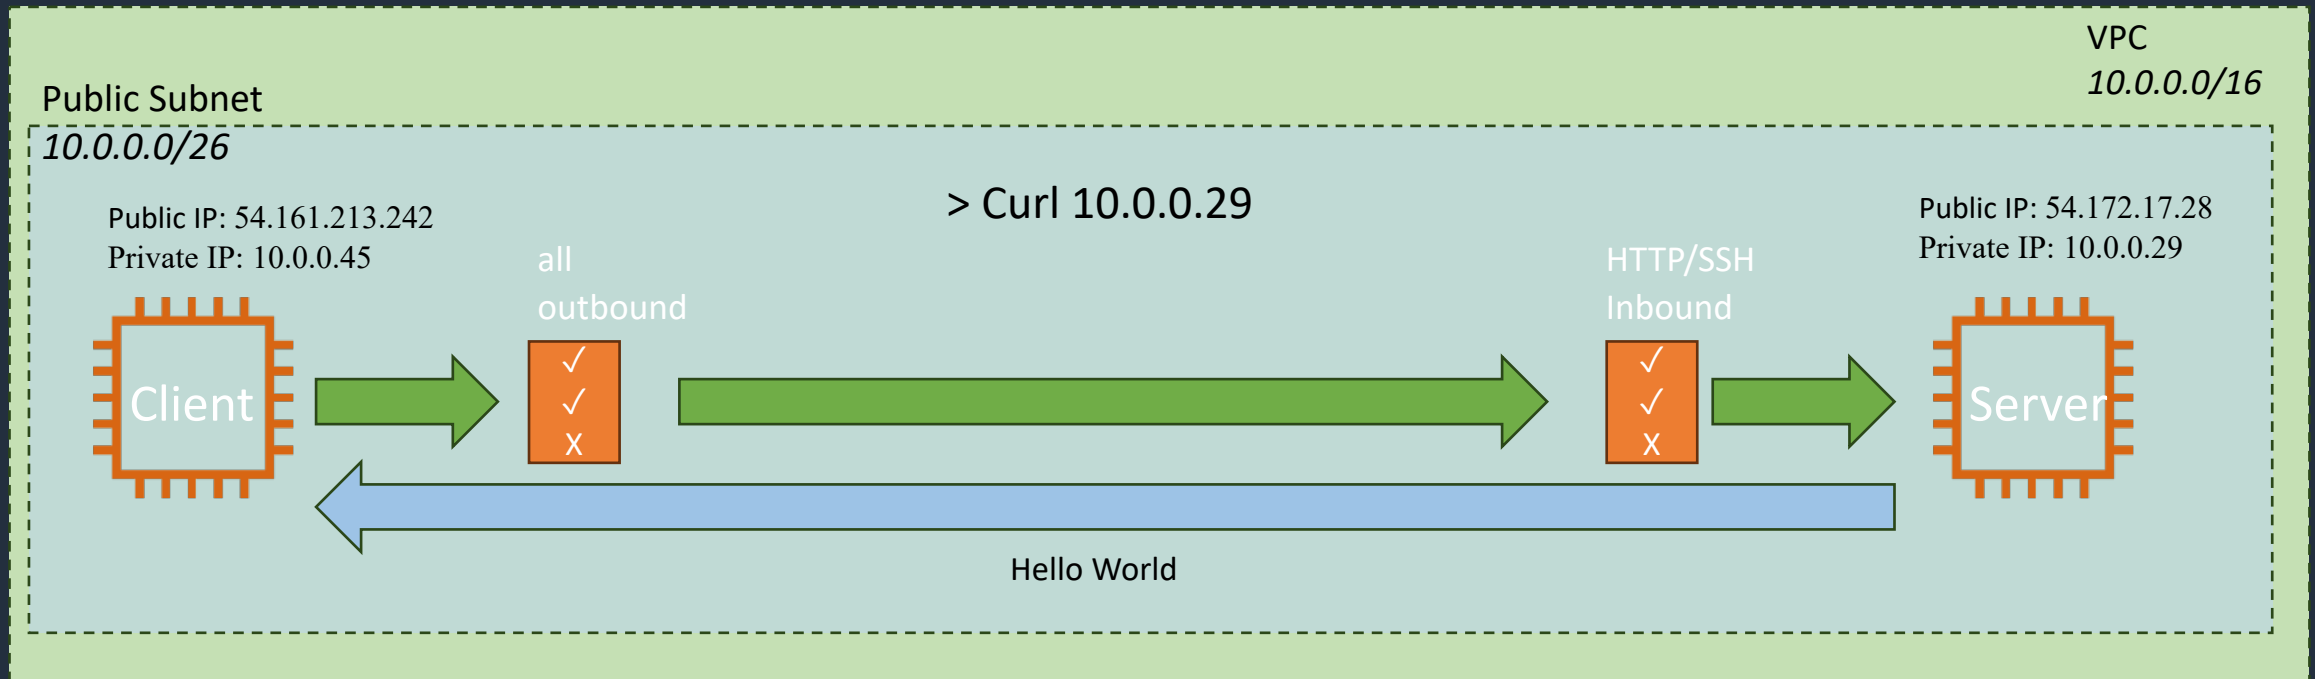 VPC
10.0.0.0/16
Public Subnet
10.0.0.0/26
> Curl 10.0.0.29
Public IP: 54.161.213.242
Private IP: 10.0.0.45
Public IP: 54.172.17.28
Private IP: 10.0.0.29
all
outbound
HTTP/SSH
Inbound
✓
✓
X
✓
✓
X
Client
Server
Hello World